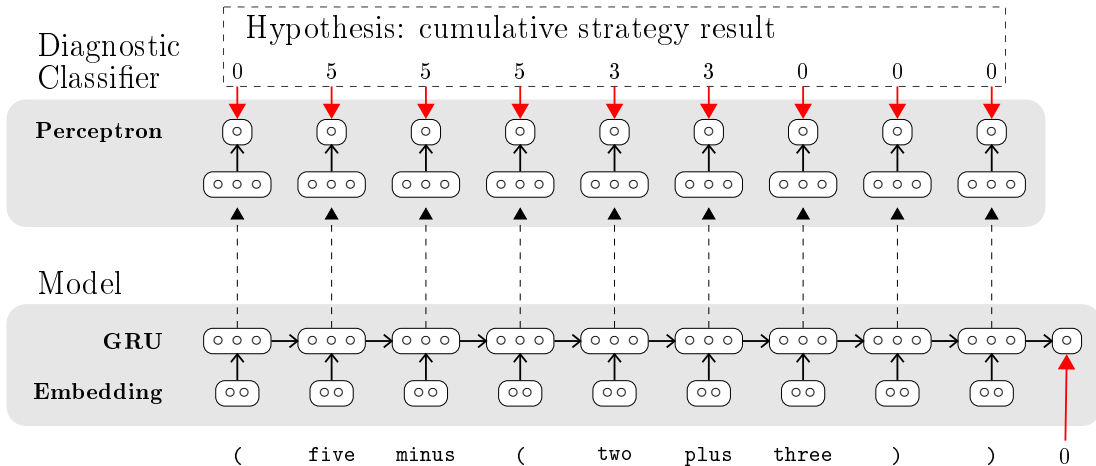 Hypothesis: cumulative strategy result
Diagnostic
Classifier
0 5 5 5 3 3 0 0 0
Perceptron
Model
GRU
Embedding
( five minus ( two plus three ) ) 0